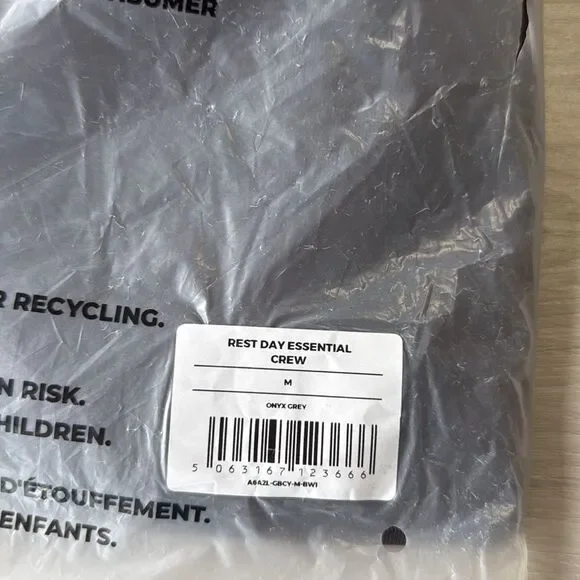 R RECYCLING.
REST DAY ESSENTIAL
CREW
M
ONYX GREY
N RISK.
HILDREN.
5 063167 123666
A6A2L-GBCY-M-BW1
D'ÉTOUFFEMENT.
ENFANTS.